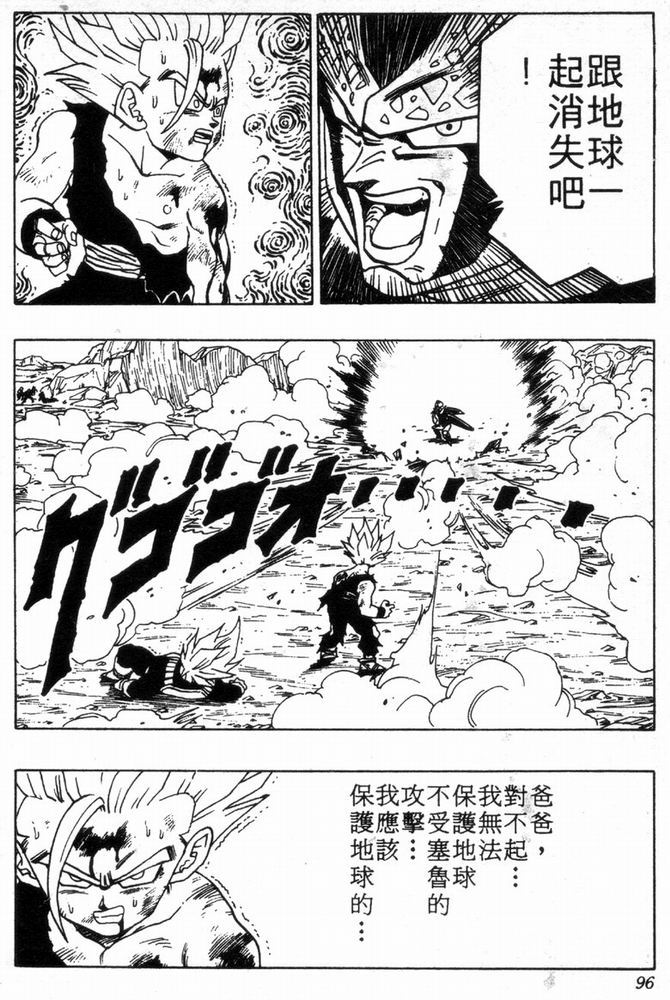 跟地球一
起消失吧
！
グゴゴゴオ・・・・・
爸爸，
對不起…
我無法
保護地球
不受塞魯的
攻擊…
我應該
保護地球的…
96